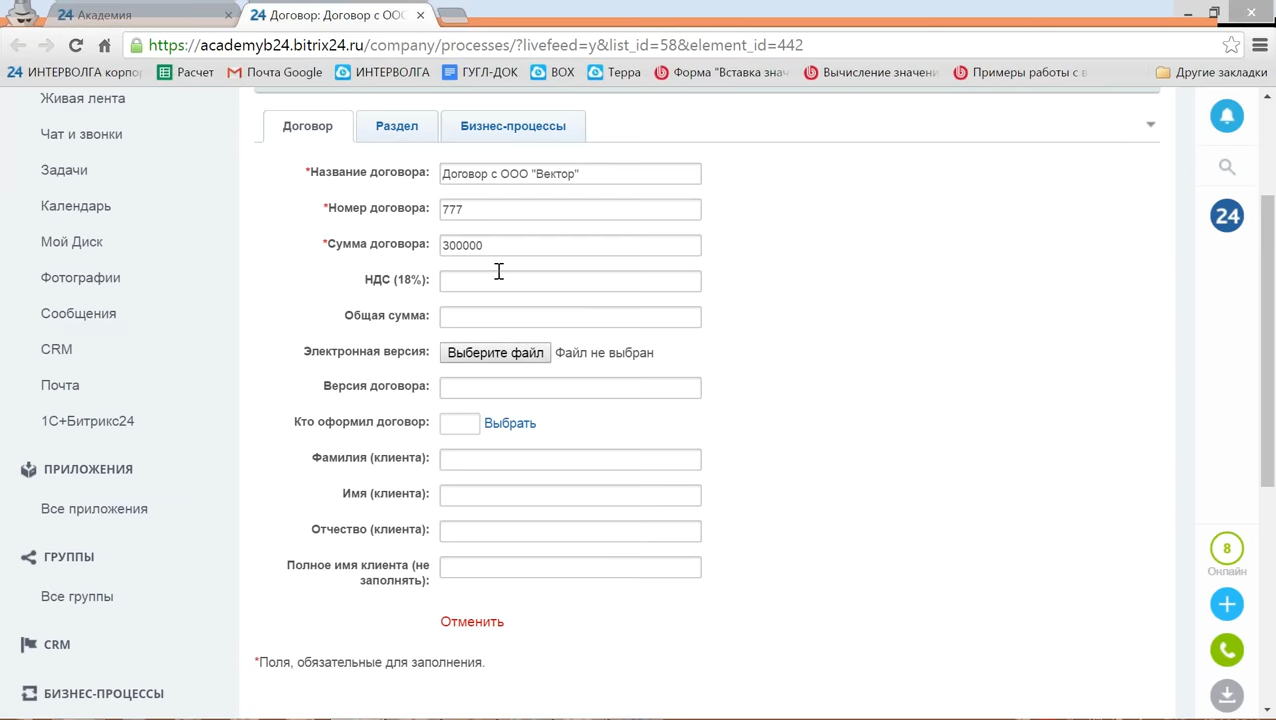 24 Академия
24 Договор: Договор с ООС
https://academyb24.bitrix24.ru/company/processes/?livefeed=y&list_id=58&element_id=442
24 ИНТЕРВОЛГА корпо
Расчет
Почта Google
ИНТЕРВОЛГА
ГУГЛ-ДОК
ВОХ
Терра
Форма "Вставка знач
Вычисление значени
Примеры работы с в
Другие закладки
Живая лента
Чат и звонки
Задачи
Календарь
Мой Диск
Фотографии
Сообщения
CRM
Почта
1С+Битрикс24
ПРИЛОЖЕНИЯ
Все приложения
ГРУППЫ
Все группы
CRM
БИЗНЕС-ПРОЦЕССЫ
Договор
Раздел
Бизнес-процессы
*Название договора: Договор с ООО "Вектор"
*Номер договора: 777
*Сумма договора: 300000
НДС (18%):
Общая сумма:
Электронная версия: Выберите файл Файл не выбран
Версия договора:
Кто оформил договор: Выбрать
Фамилия (клиента):
Имя (клиента):
Отчество (клиента):
Полное имя клиента (не
заполнять):
Отменить
*Поля, обязательные для заполнения.
24
8
Онлайн